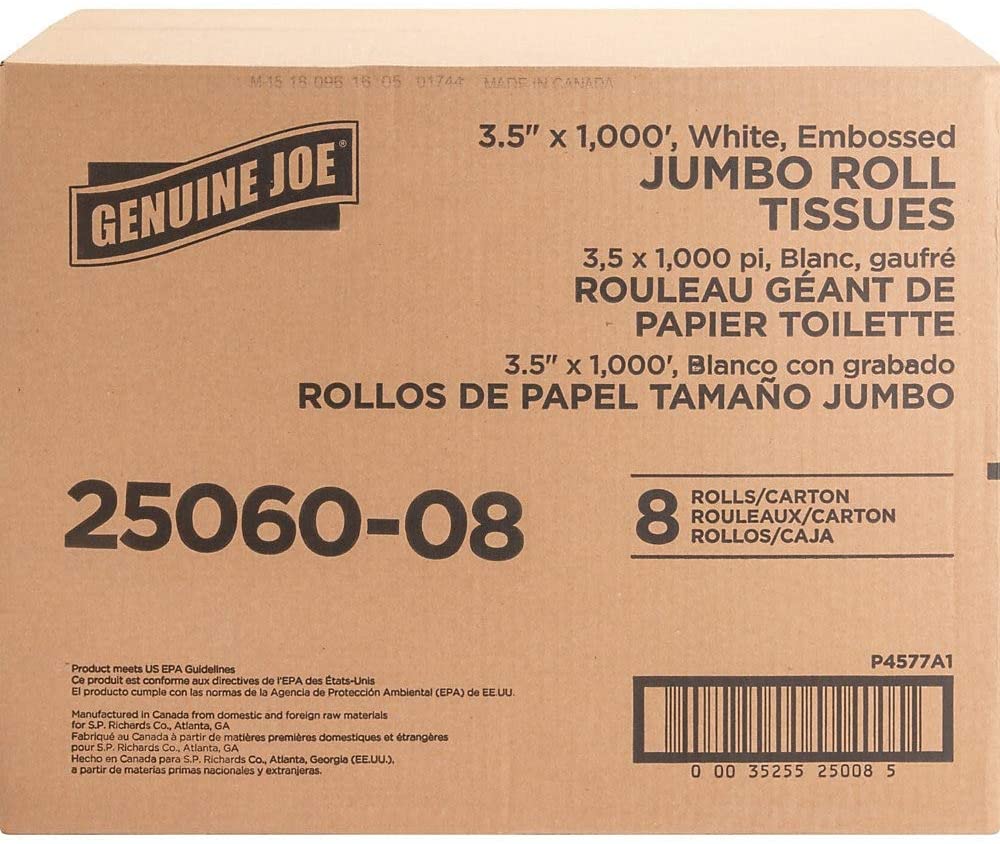 M-15 18 096 16 05 01744 MADE IN CANADA
GENUINE JOE®
3.5" x 1,000', White, Embossed
JUMBO ROLL
TISSUES
3,5 x 1,000 pi, Blanc, gaufré
ROULEAU GÉANT DE
PAPIER TOILETTE
3.5" x 1,000', Blanco con grabado
ROLLOS DE PAPEL TAMAÑO JUMBO
25060-08
8 ROLLS/CARTON
ROULEAUX/CARTON
ROLLOS/CAJA
Product meets US EPA Guidelines
Ce produit est conforme aux directives de l'EPA des États-Unis
El producto cumple con las normas de la Agencia de Protección Ambiental (EPA) de EE.UU.
Manufactured in Canada from domestic and foreign raw materials
for S.P. Richards Co., Atlanta, GA
Fabriqué au Canada à partir de matières premières domestiques et étrangères
pour S.P. Richards Co., Atlanta, GA
Hecho en Canada para S.P. Richards Co., Atlanta, Georgia (EE.UU.),
a partir de materias primas nacionales y extranjeras.
P4577A1
0 00 35255 25008 5